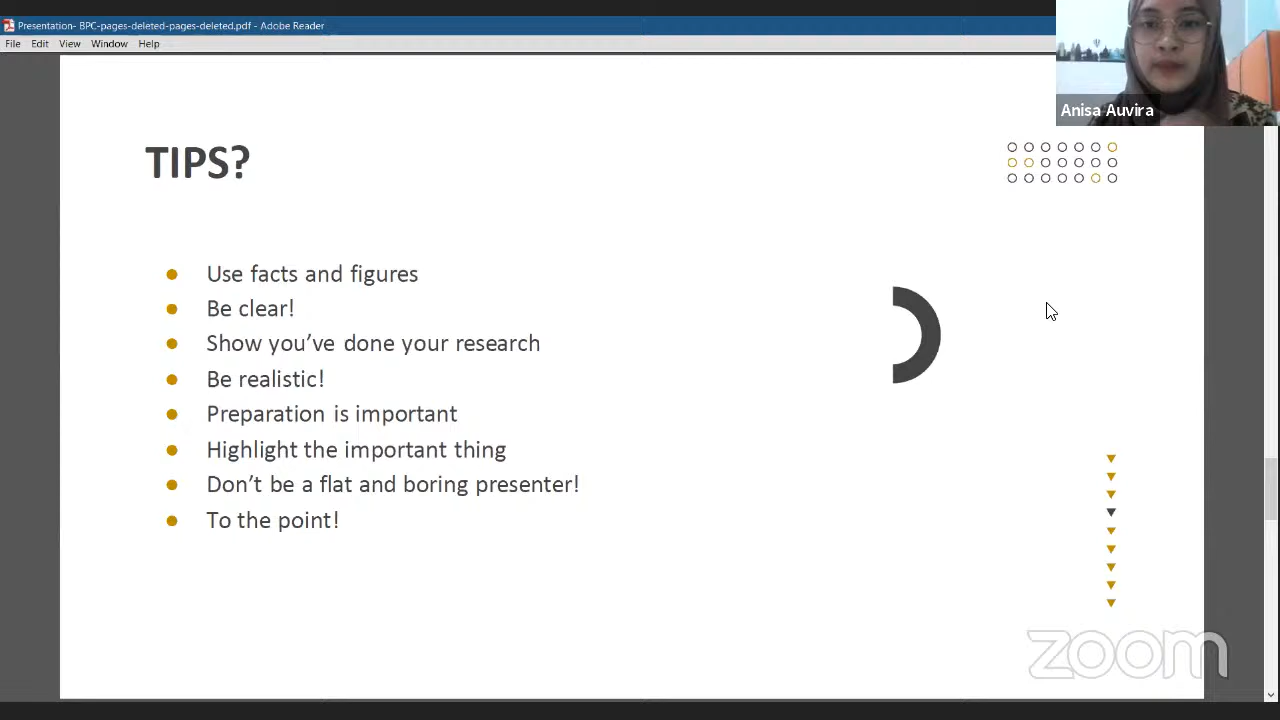 Presentation- BPC-pages-deleted-pages-deleted.pdf - Adobe Reader
File Edit View Window Help
Anisa Auvira
TIPS?
Use facts and figures
Be clear!
Show you’ve done your research
Be realistic!
Preparation is important
Highlight the important thing
Don’t be a flat and boring presenter!
To the point!
zoom